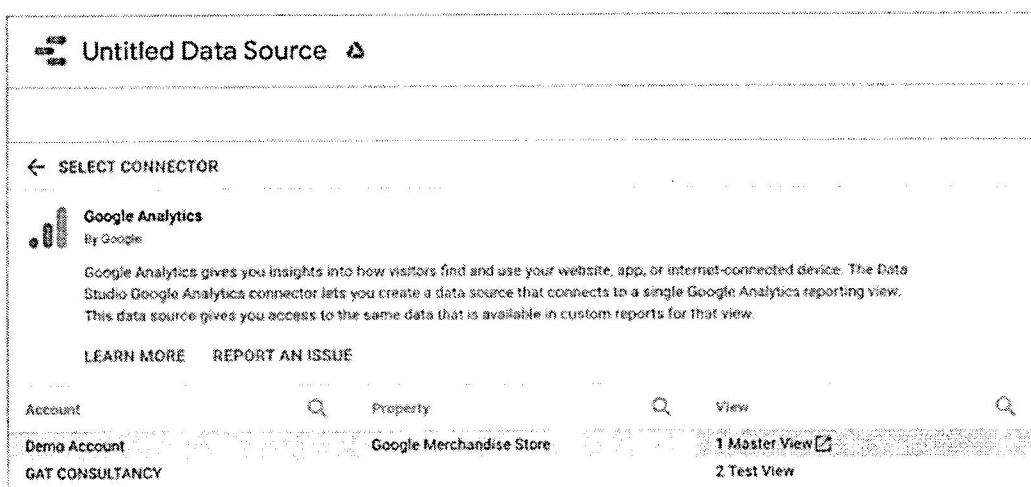 Untitled Data Source
SELECT CONNECTOR
Google Analytics
By Google
Google Analytics gives you insights into how visitors find and use your website, app, or internet-connected device. The Data
Studio Google Analytics connector lets you create a data source that connects to a single Google Analytics reporting view.
This data source gives you access to the same data that is available in custom reports for that view.
LEARN MORE REPORT AN ISSUE
Account Property View
Demo Account Google Merchandise Store 1 Master View
GAT CONSULTANCY 2 Test View